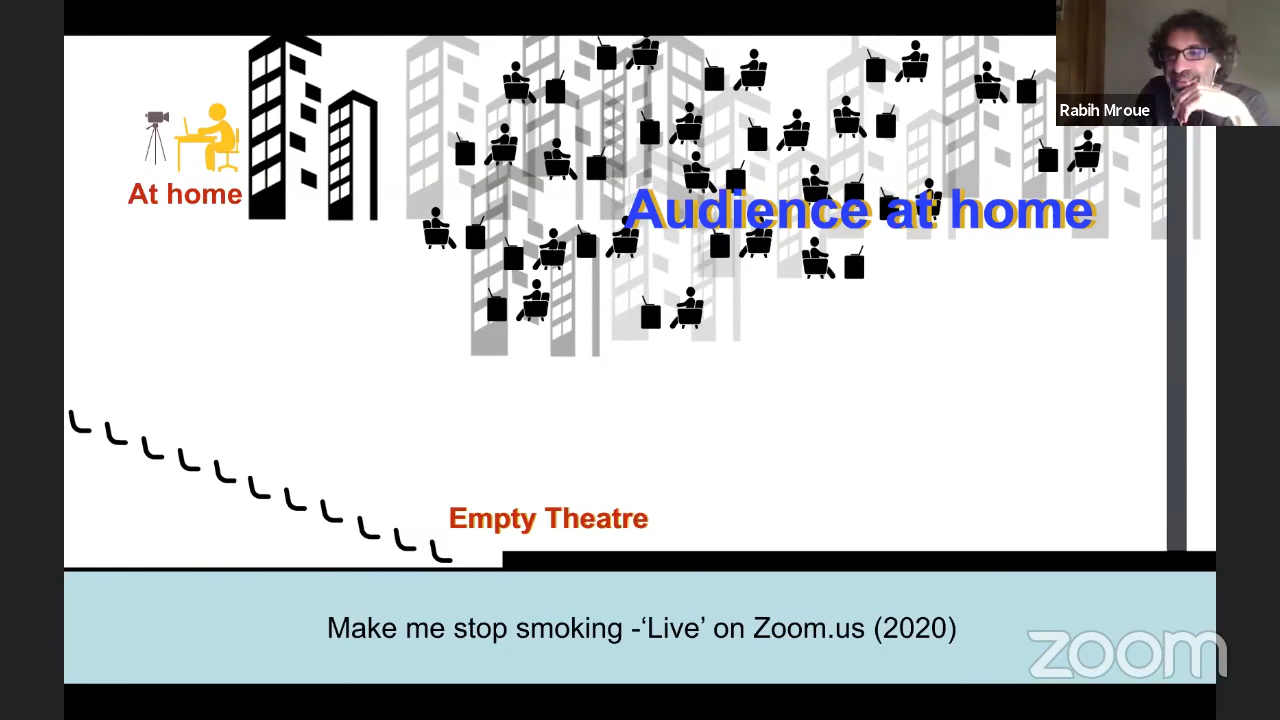 Rabih Mroue
At home
Audience at home
Empty Theatre
Make me stop smoking -‘Live’ on Zoom.us (2020)
zoom